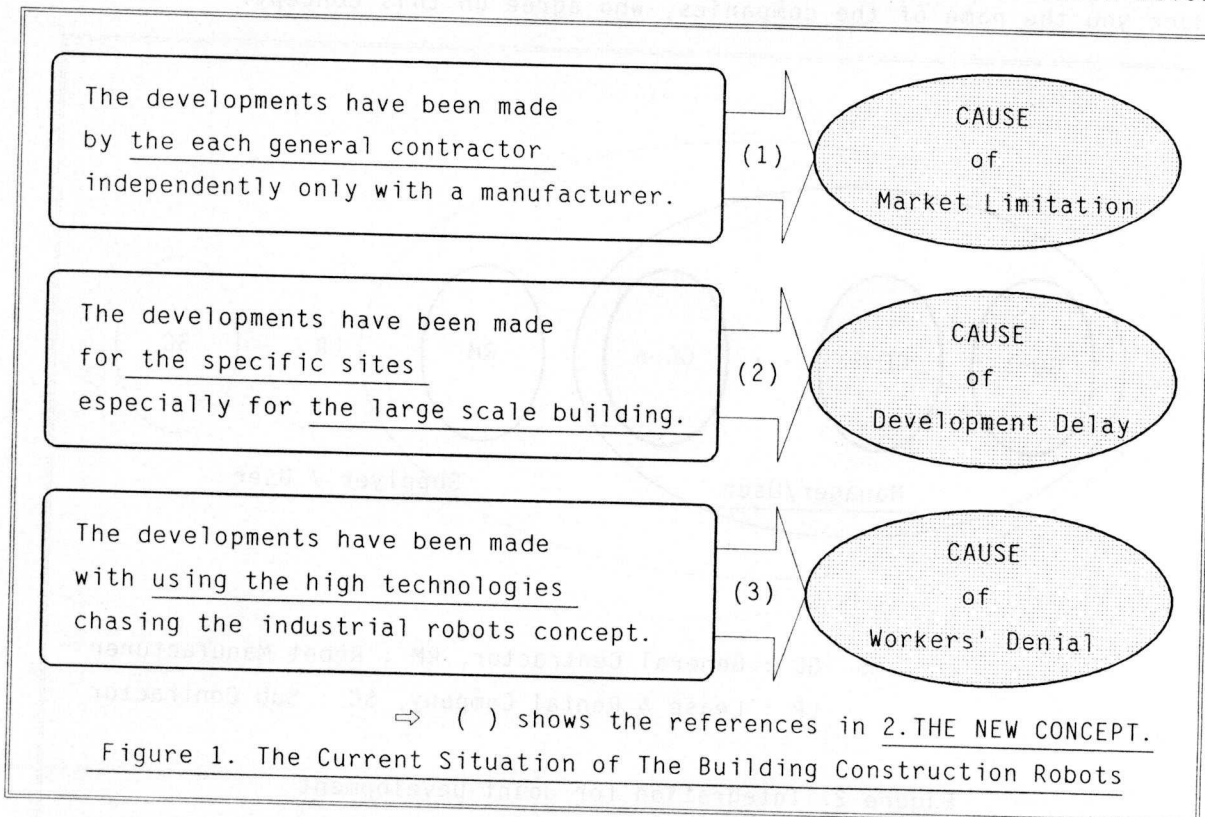 The developments have been made
by the each general contractor
independently only with a manufacturer.
(1)
CAUSE
of
Market Limitation
The developments have been made
for the specific sites
especially for the large scale building.
(2)
CAUSE
of
Development Delay
The developments have been made
with using the high technologies
chasing the industrial robots concept.
(3)
CAUSE
of
Workers' Denial
⇨ ( ) shows the references in 2.THE NEW CONCEPT.
Figure 1. The Current Situation of The Building Construction Robots